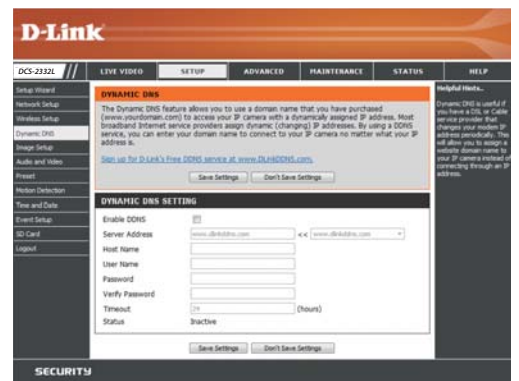 D-Link
DCS-2332L // LIVE VIDEO SETUP ADVANCED MAINTENANCE STATUS HELP
Setup Wizard
Network Setup
Wireless Setup
Dynamic DNS
Image Setup
Audio and Video
Preset
Motion Detection
Time and Date
Event Setup
SD Card
Logout
DYNAMIC DNS
The Dynamic DNS feature allows you to use a domain name that you have purchased
(www.yourdomain.com) to access your IP camera with a dynamically assigned IP address. Most
broadband Internet service providers assign dynamic (changing) IP addresses. By using a DDNS
service, you can enter your domain name to connect to your IP camera no matter what your IP
address is.
Sign up for D-Link's Free DDNS service at www.DLinkDDNS.com.
Save Settings Don't Save Settings
DYNAMIC DNS SETTING
Enable DDNS
Server Address www.dlinkddns.com << www.dlinkddns.com
Host Name
User Name
Password
Verify Password
Timeout (hours)
Status Inactive
Save Settings Don't Save Settings
Helpful Hints..
Dynamic DNS is useful if
you have a DSL or Cable
service provider that
changes your modem IP
address periodically. This
will allow you to assign a
website domain name to
your IP camera instead of
connecting through an IP
address.
SECURITY